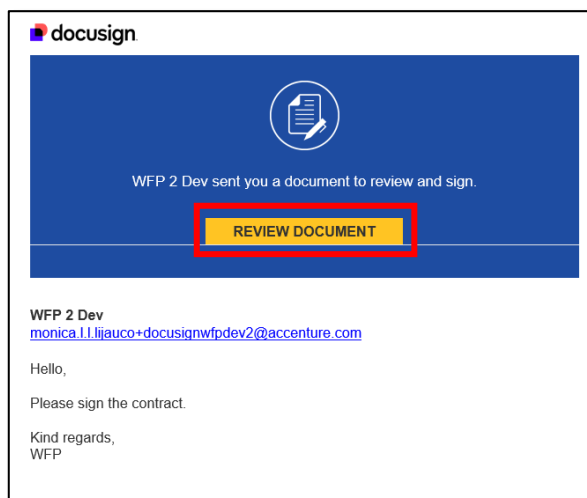 docusign
WFP 2 Dev sent you a document to review and sign.
REVIEW DOCUMENT
WFP 2 Dev
monica.l.l.lijauco+docusignwfpdev2@accenture.com
Hello,
Please sign the contract.
Kind regards,
WFP